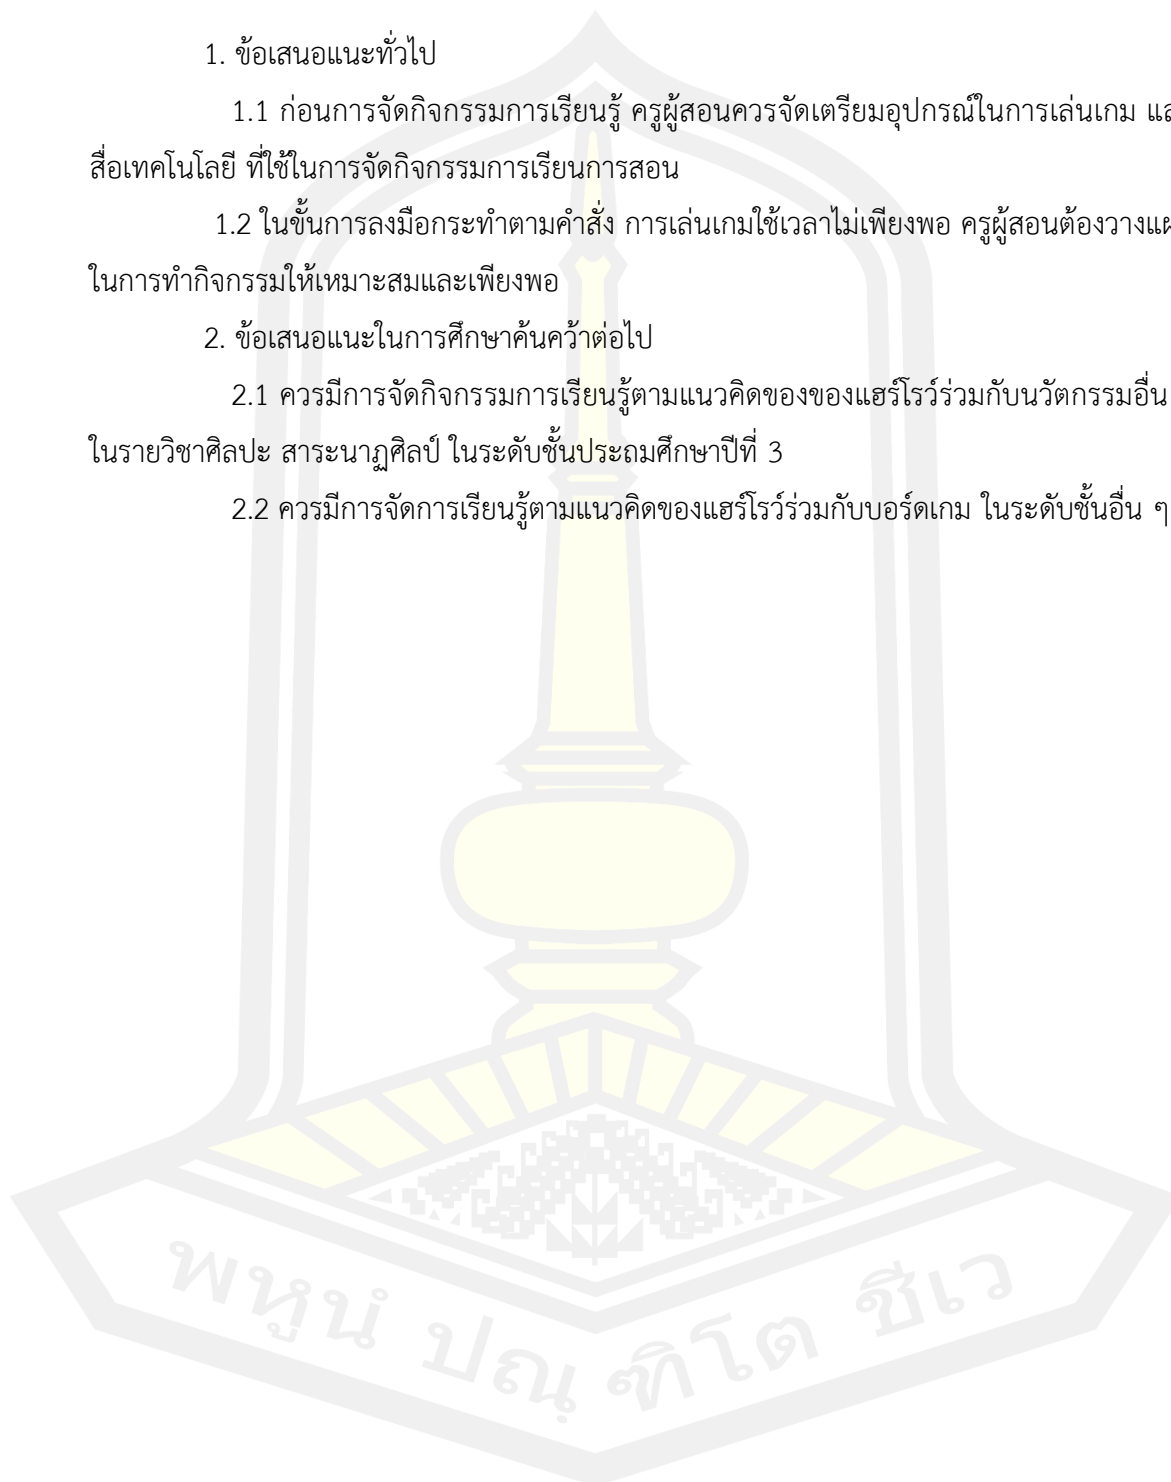 1. ข้อเสนอแนะทั่วไป
1.1 ก่อนการจัดกิจกรรมการเรียนรู้ ครูผู้สอนควรจัดเตรียมอุปกรณ์ในการเล่นเกม
สื่อเทคโนโลยี ที่ใช้ในการจัดกิจกรรมการเรียนการสอน
1.2 ในขั้นการลงมือกระทำตามคำสั่ง การเล่นเกมใช้เวลาไม่เพียงพอ ครูผู้สอนต้อง
ในการทำกิจกรรมให้เหมาะสมและเพียงพอ
2. ข้อเสนอแนะในการศึกษาค้นคว้าต่อไป
2.1 ควรมีการจัดกิจกรรมการเรียนรู้ตามแนวคิดของของแฮร์โรว์ร่วมกับนวัตกรรมอื่น
ในรายวิชาศิลปะ สาระนาฏศิลป์ ในระดับชั้นประถมศึกษาปีที่ 3
2.2 ควรมีการจัดการเรียนรู้ตามแนวคิดของแฮร์โรว์ร่วมกับบอร์ดเกม ในระดับชั้นอื่น ๆ
พหูนํ ปณฺ ฑิโต ชีเว